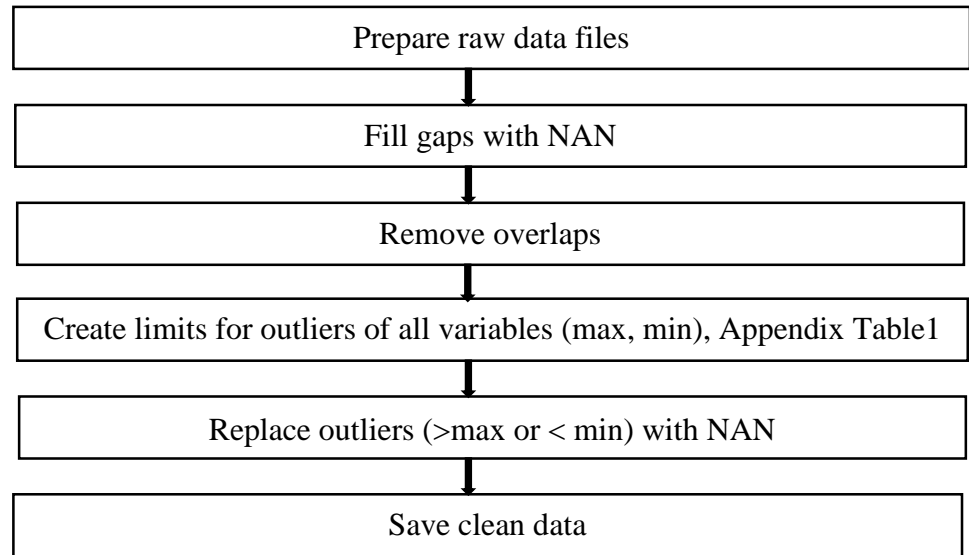 Prepare raw data files
Fill gaps with NAN
Remove overlaps
Create limits for outliers of all variables (max, min), Appendix Table1
Replace outliers (>max or < min) with NAN
Save clean data